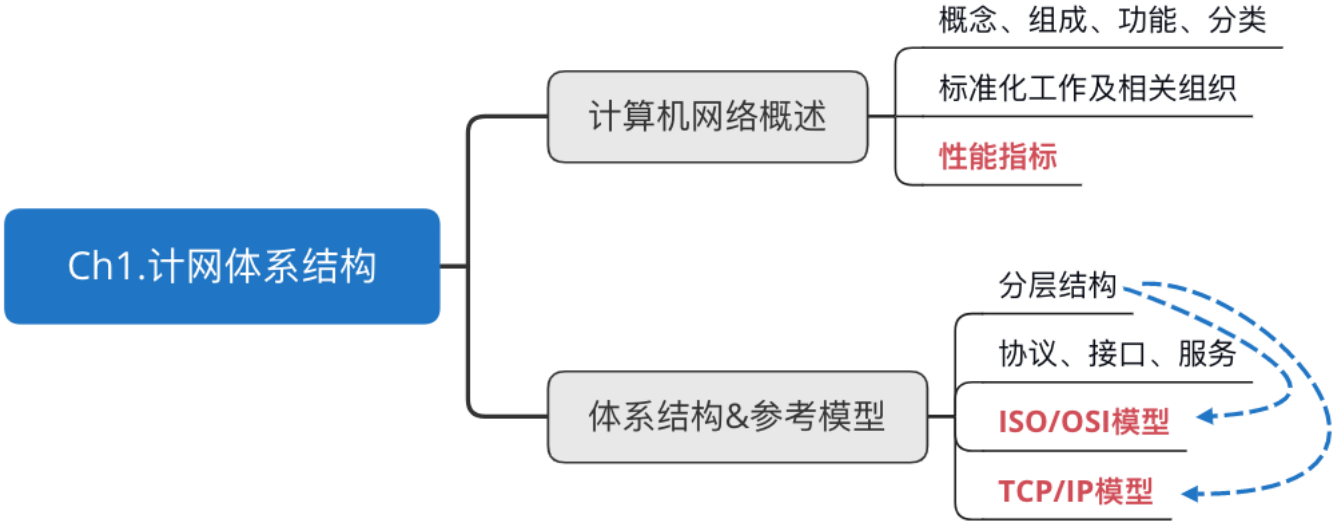 概念、组成、功能、分类
计算机网络概述
标准化工作及相关组织
性能指标
Ch1.计网体系结构
分层结构
协议、接口、服务
体系结构&参考模型
ISO/OSI模型
TCP/IP模型